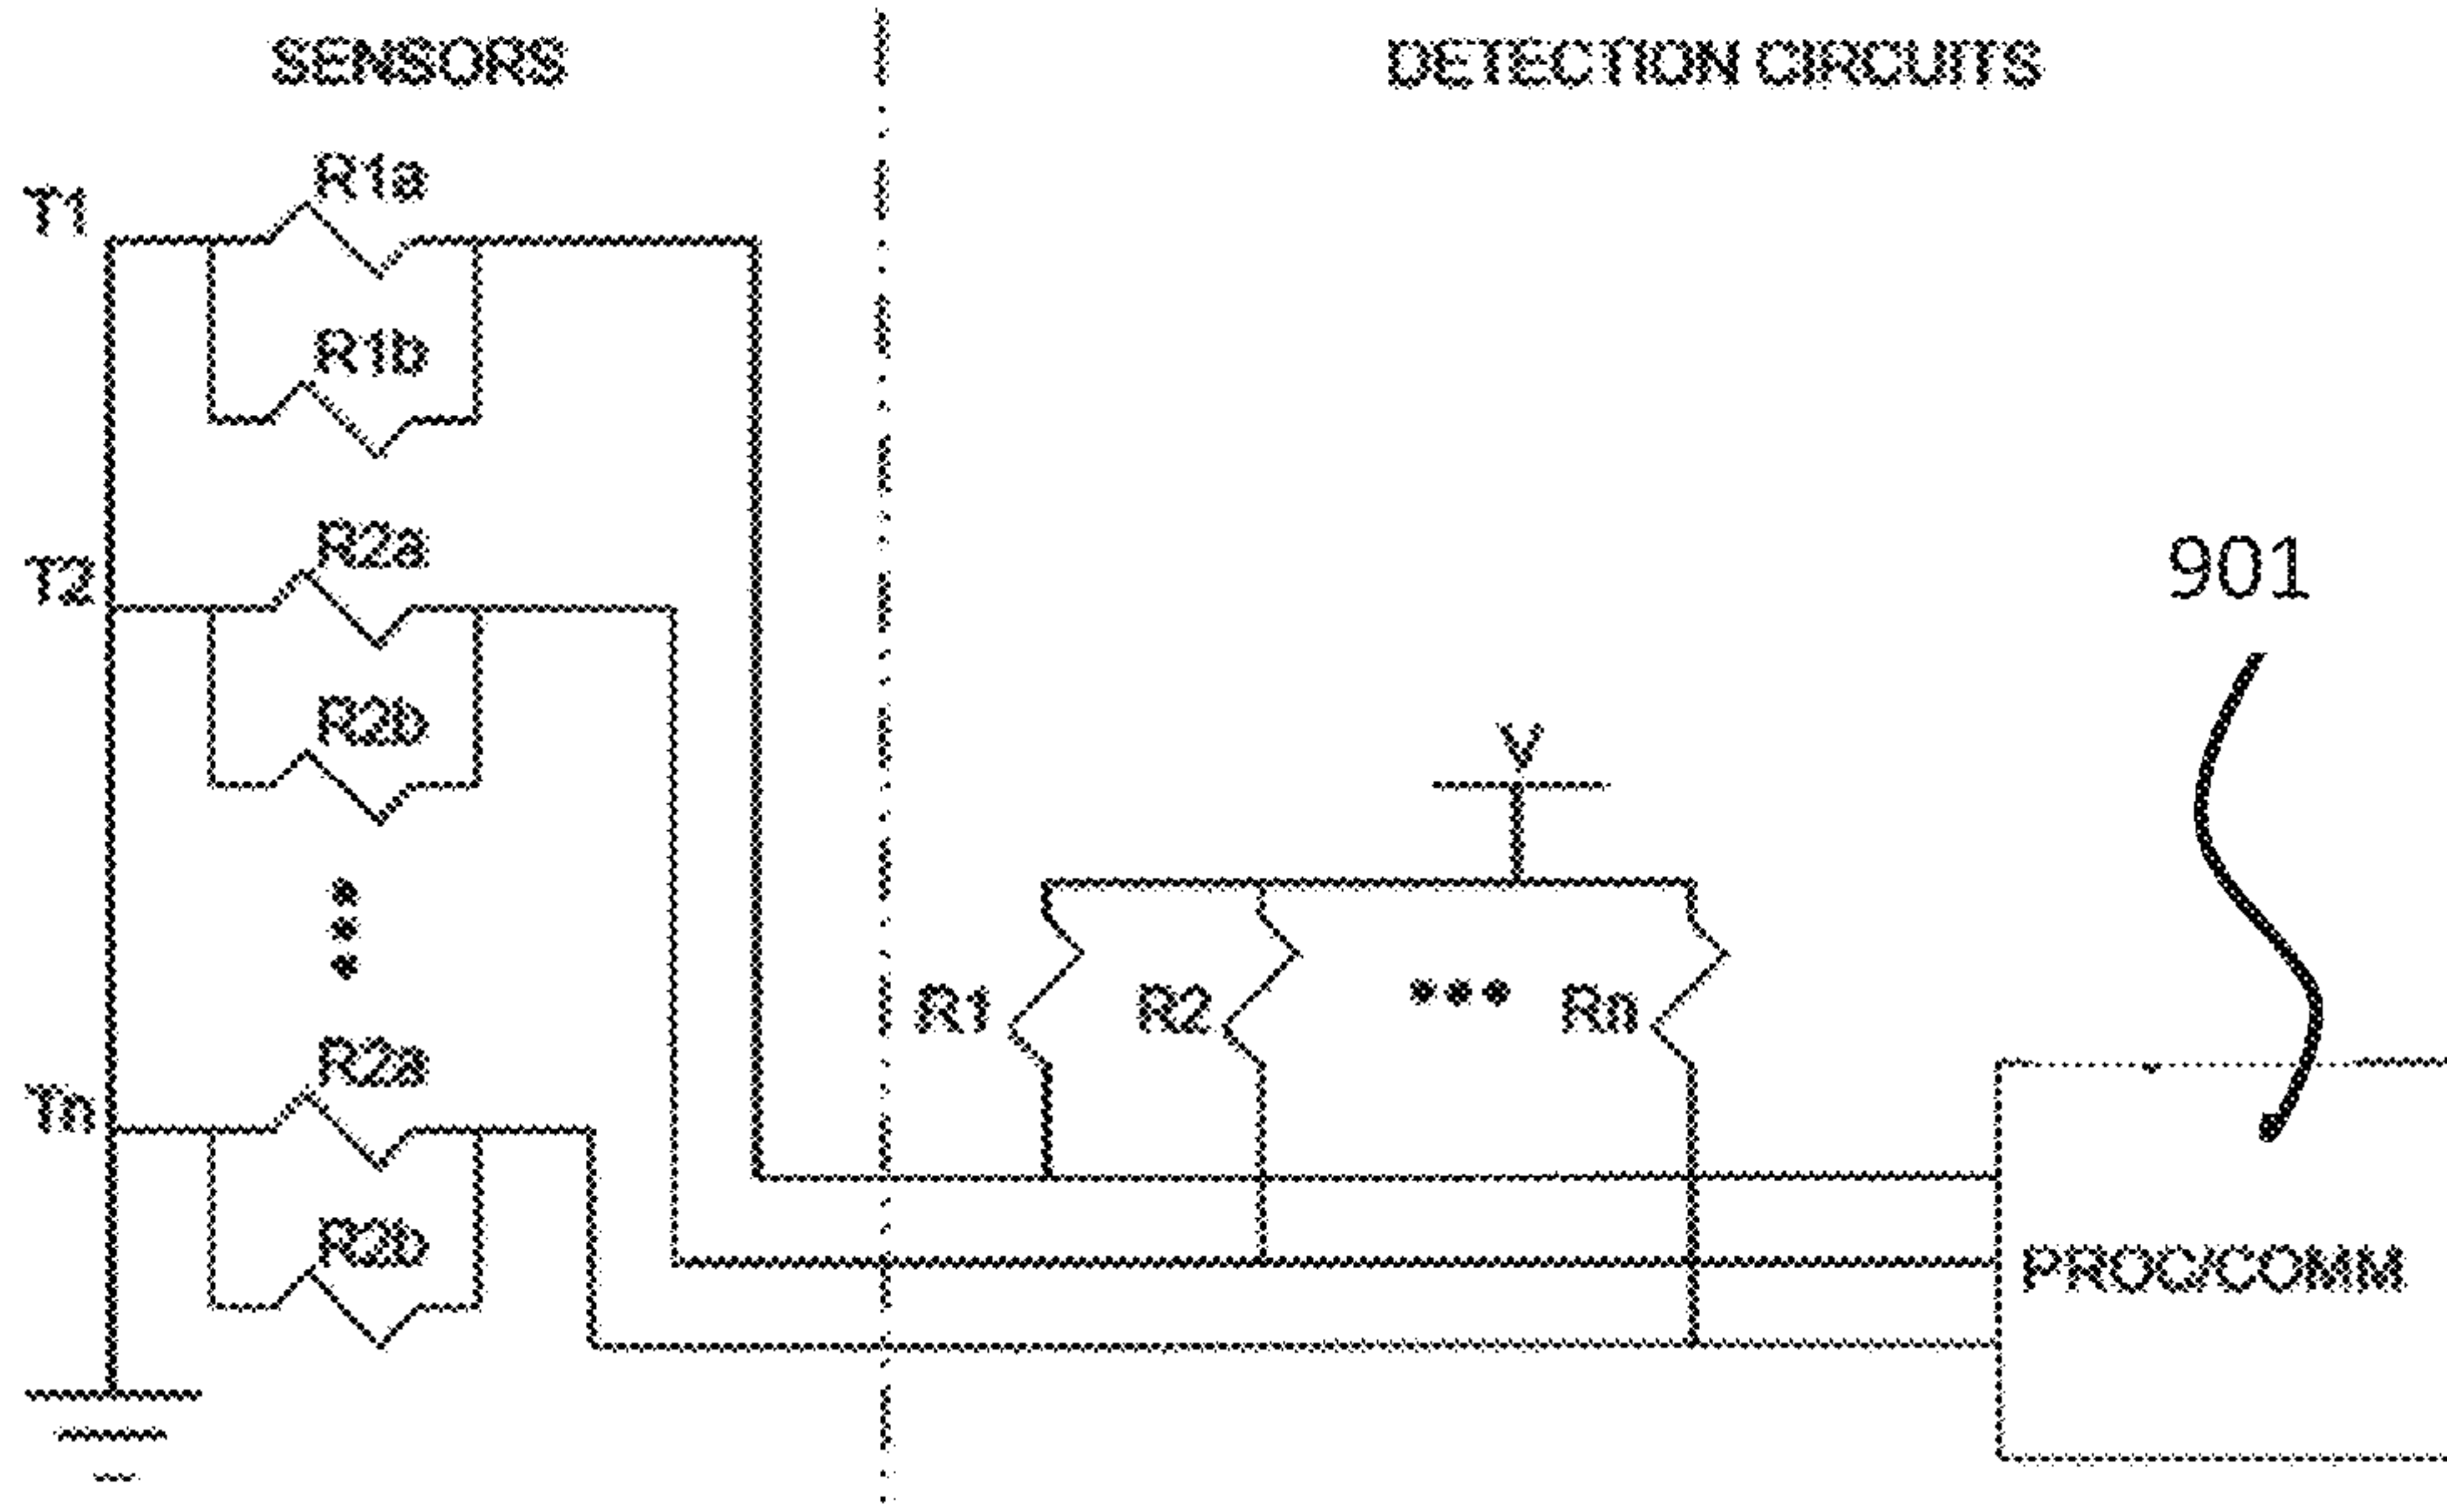 SENSORS
DETECTION CIRCUITS
T1
R1a
R1b
T2
R2a
R2b
901
V
R1
R2
Rn
Tn
R2a
R2b
PROC/COMM